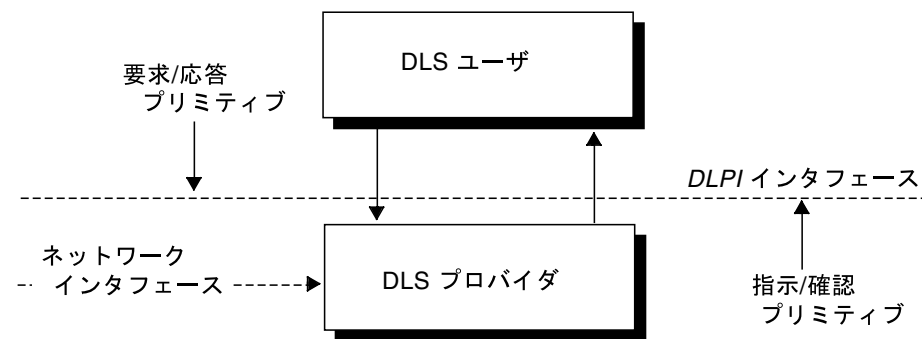 DLS ユーザ
要求/応答
プリミティブ
DLPI インタフェース
ネットワーク
インタフェース
DLS プロバイダ
指示/確認
プリミティブ